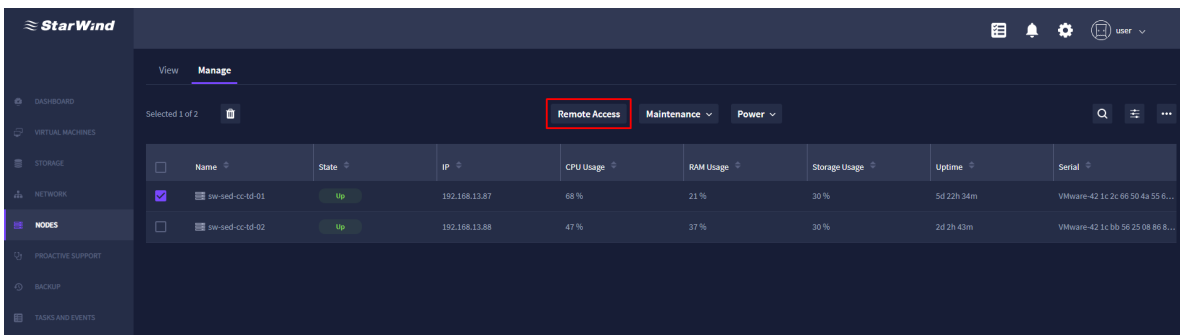 StarWind
user
View Manage
DASHBOARD
Selected 1 of 2 Remote Access Maintenance Power
VIRTUAL MACHINES
STORAGE
Name State IP CPU Usage RAM Usage Storage Usage Uptime Serial
NETWORK
sw-sed-cc-td-01 Up 192.168.13.87 68 % 21 % 30 % 5d 22h 34m VMware-42 1c 2c 66 50 4a 55 6...
NODES
sw-sed-cc-td-02 Up 192.168.13.88 47 % 37 % 30 % 2d 2h 43m VMware-42 1c bb 56 25 08 86 8...
PROACTIVE SUPPORT
BACKUP
TASKS AND EVENTS